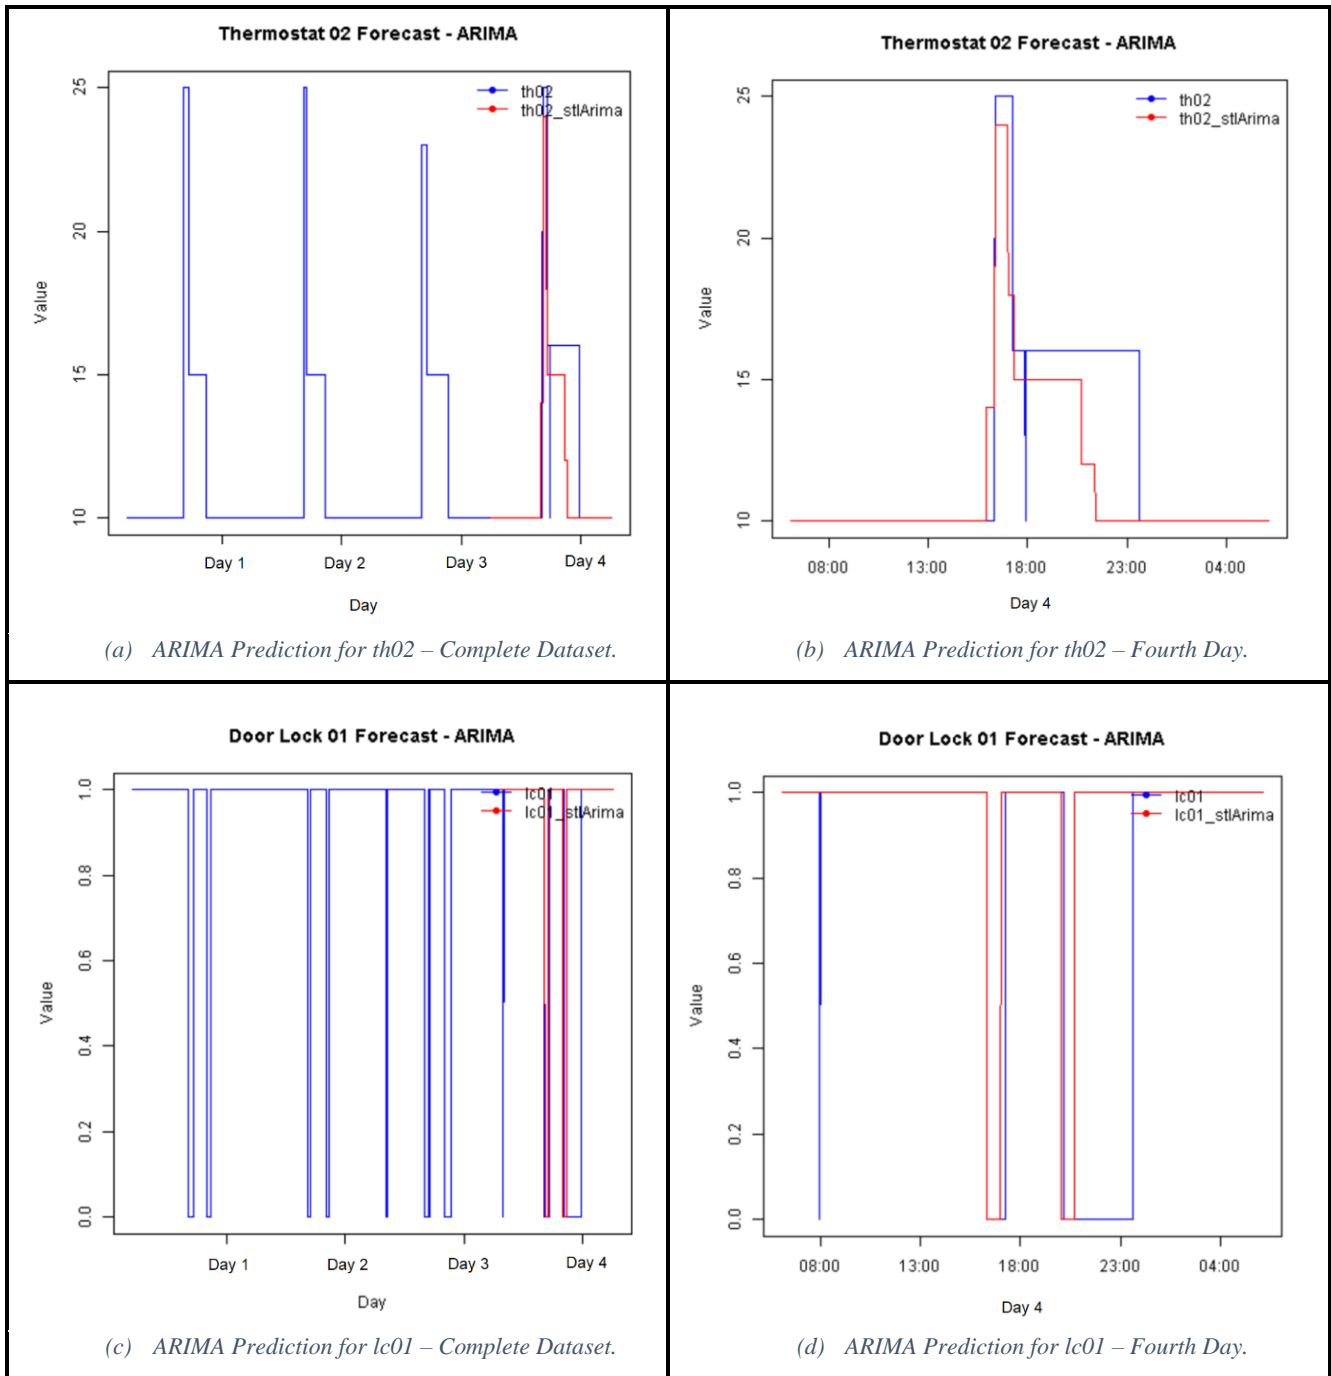 Thermostat 02 Forecast - ARIMA
25
20
15
10
Value
th02
th02_stlArima
Day 1
Day 2
Day 3
Day 4
Day
(a) ARIMA Prediction for th02 – Complete Dataset.
Thermostat 02 Forecast - ARIMA
25
20
15
10
Value
th02
th02_stlArima
08:00
13:00
18:00
23:00
04:00
Day 4
(b) ARIMA Prediction for th02 – Fourth Day.
Door Lock 01 Forecast - ARIMA
1.0
0.8
0.6
0.4
0.2
0.0
Value
lc01
lc01_stlArima
Day 1
Day 2
Day 3
Day 4
Day
(c) ARIMA Prediction for lc01 – Complete Dataset.
Door Lock 01 Forecast - ARIMA
1.0
0.8
0.6
0.4
0.2
0.0
Value
lc01
lc01_stlArima
08:00
13:00
18:00
23:00
04:00
Day 4
(d) ARIMA Prediction for lc01 – Fourth Day.